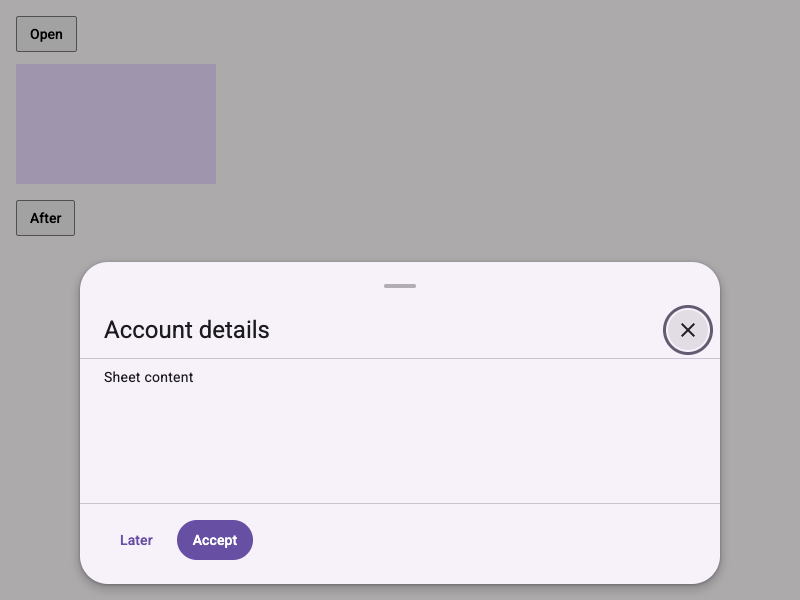 Open
After
Account details
Sheet content
Later
Accept